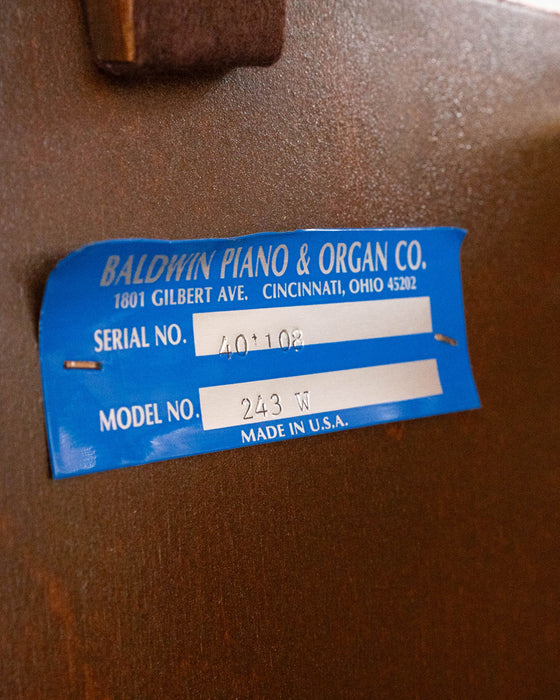 BALDWIN PIANO & ORGAN CO.
1801 GILBERT AVE. CINCINNATI, OHIO 45202
SERIAL NO. 40'108
MODEL NO. 243 W
MADE IN U.S.A.